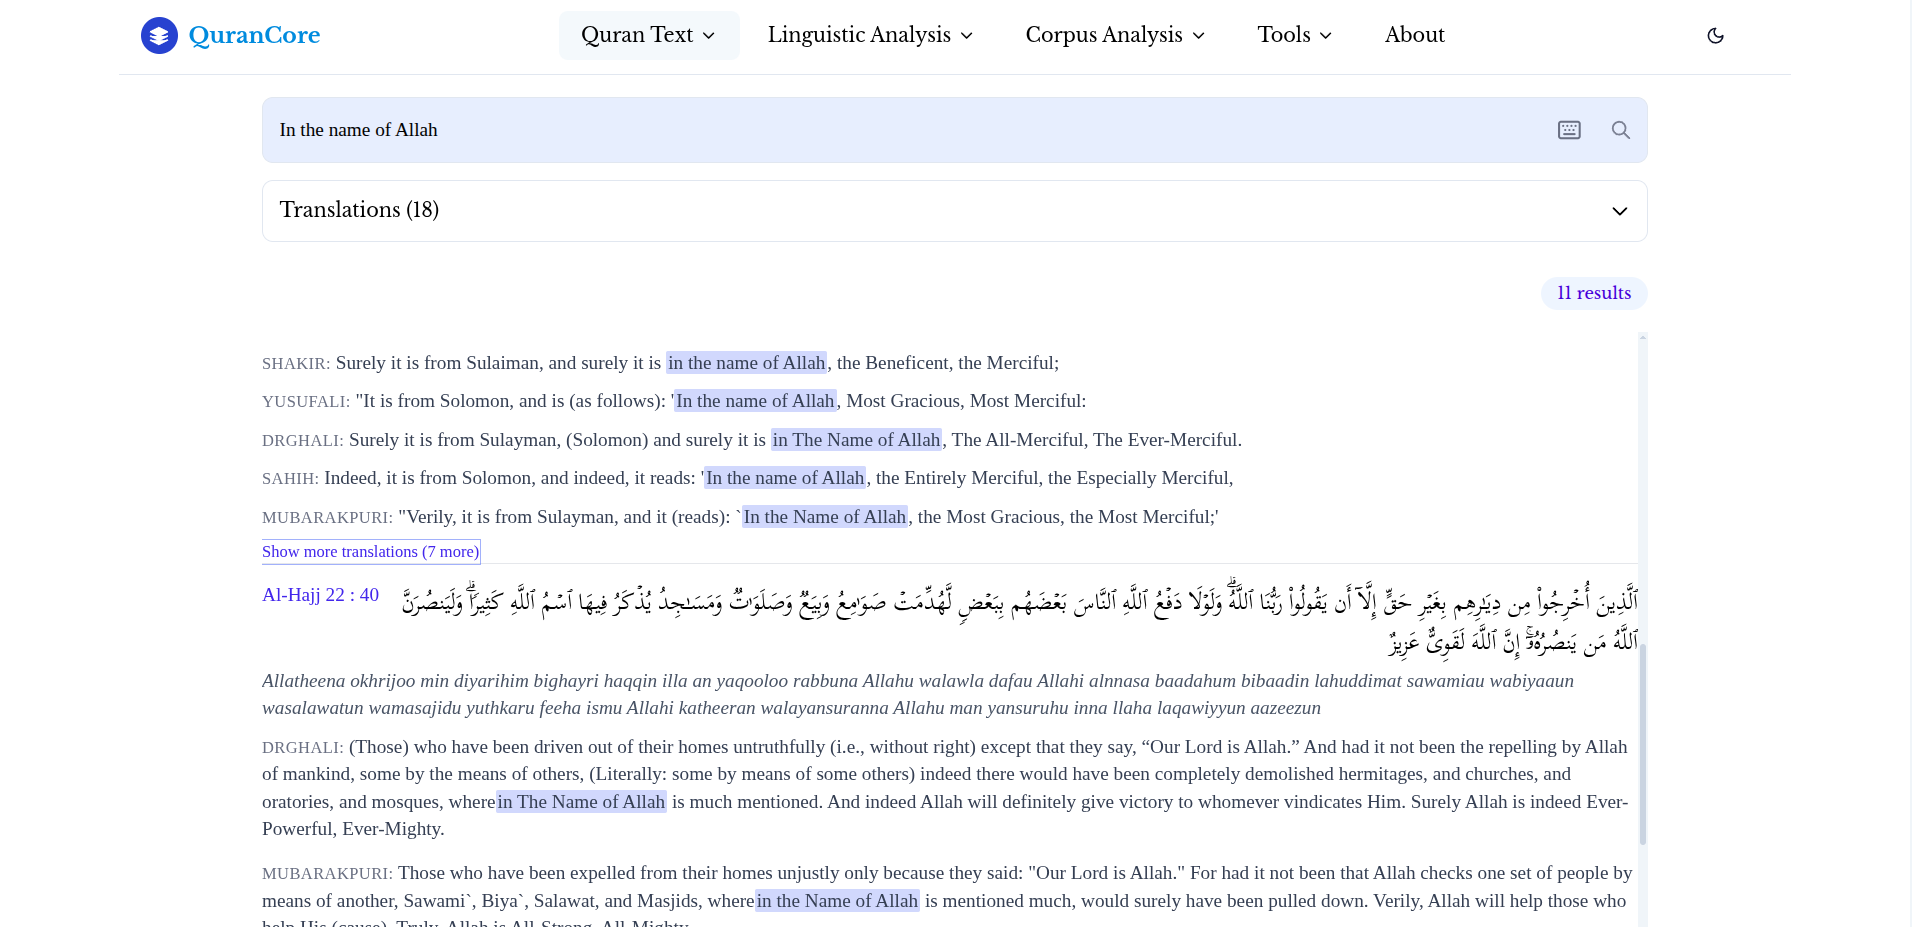 QuranCore
Quran Text
Linguistic Analysis
Corpus Analysis
Tools
About
In the name of Allah
Translations (18)
11 results
SHAKIR: Surely it is from Sulaiman, and surely it is in the name of Allah, the Beneficent, the Merciful;
YUSUFALI: "It is from Solomon, and is (as follows): 'In the name of Allah, Most Gracious, Most Merciful:
DRGHALI: Surely it is from Sulayman, (Solomon) and surely it is in The Name of Allah, The All-Merciful, The Ever-Merciful.
SAHIH: Indeed, it is from Solomon, and indeed, it reads: 'In the name of Allah, the Entirely Merciful, the Especially Merciful,
MUBARAKPURI: "Verily, it is from Sulayman, and it (reads): `In the Name of Allah, the Most Gracious, the Most Merciful;'
Show more translations (7 more)
Al-Hajj 22 : 40
ٱلَّذِينَ أُخْرِجُوا۟ مِن دِيَـٰرِهِم بِغَيْرِ حَقٍّ إِلَّآ أَن يَقُولُوا۟ رَبُّنَا ٱللَّهُ ۗ وَلَوْلَا دَفْعُ ٱللَّهِ ٱلنَّاسَ بَعْضَهُم بِبَعْضٍ لَّهُدِّمَتْ صَوَٰمِعُ وَبِيَعٌ وَصَلَوَٰتٌ وَمَسَـٰجِدُ يُذْكَرُ فِيهَا ٱسْمُ ٱللَّهِ كَثِيرًا ۗ وَلَيَنصُرَنَّ
ٱللَّهُ مَن يَنصُرُهُۥٓ ۗ إِنَّ ٱللَّهَ لَقَوِىٌّ عَزِيزٌ
Allatheena okhrijoo min diyarihim bighayri haqqin illa an yaqooloo rabbuna Allahu walawla dafau Allahi alnnasa baadahum bibaadin lahuddimat sawamiau wabiyaaun
wasalawatun wamasajidu yuthkaru feeha ismu Allahi katheeran walayansuranna Allahu man yansuruhu inna llaha laqawiyyun aazeezun
DRGHALI: (Those) who have been driven out of their homes untruthfully (i.e., without right) except that they say, “Our Lord is Allah.” And had it not been the repelling by Allah
of mankind, some by the means of others, (Literally: some by means of some others) indeed there would have been completely demolished hermitages, and churches, and
oratories, and mosques, wherein The Name of Allah is much mentioned. And indeed Allah will definitely give victory to whomever vindicates Him. Surely Allah is indeed Ever-
Powerful, Ever-Mighty.
MUBARAKPURI: Those who have been expelled from their homes unjustly only because they said: "Our Lord is Allah." For had it not been that Allah checks one set of people by
means of another, Sawami`, Biya`, Salawat, and Masjids, wherein the Name of Allah is mentioned much, would surely have been pulled down. Verily, Allah will help those who
help His (cause). Truly, Allah is All-Strong, All-Mighty.